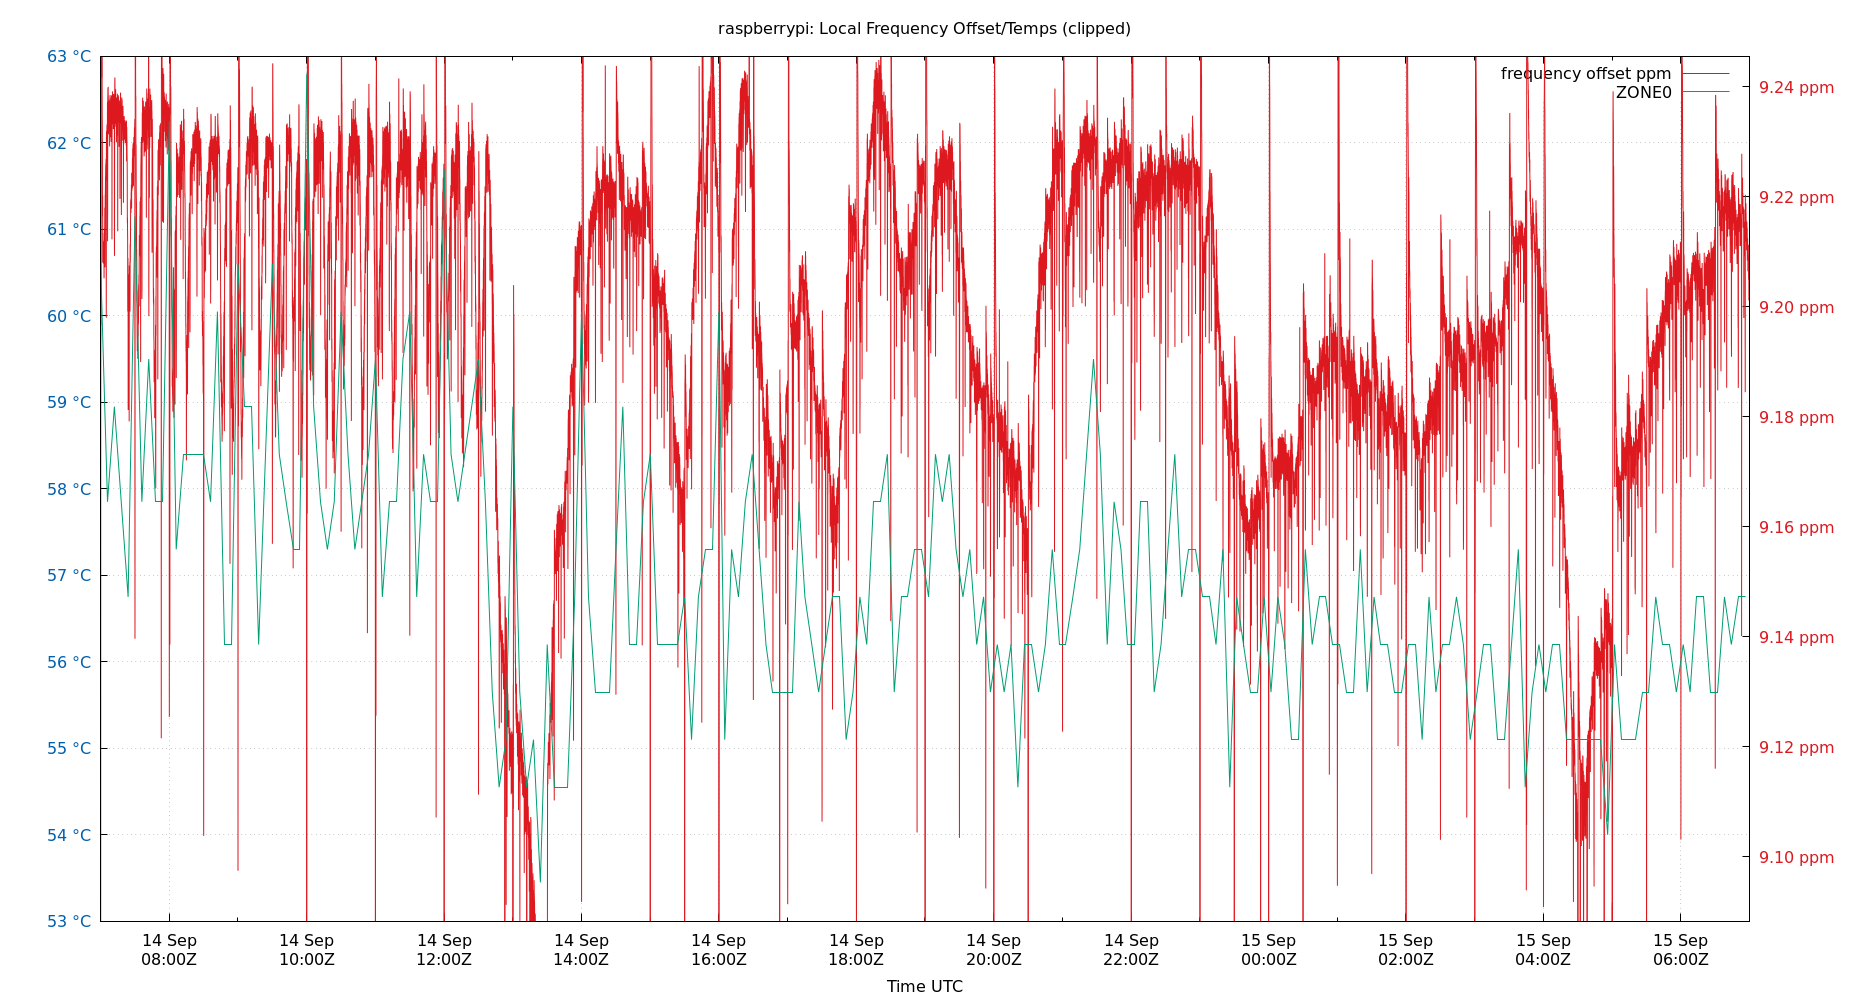 raspberrypi: Local Frequency Offset/Temps (clipped)
63 °C
62 °C
61 °C
60 °C
59 °C
58 °C
57 °C
56 °C
55 °C
54 °C
53 °C
frequency offset ppm
ZONE0
9.24 ppm
9.22 ppm
9.20 ppm
9.18 ppm
9.16 ppm
9.14 ppm
9.12 ppm
9.10 ppm
14 Sep 14 Sep 14 Sep 14 Sep 14 Sep 14 Sep 14 Sep 14 Sep 15 Sep 15 Sep 15 Sep 15 Sep
08:00Z 10:00Z 12:00Z 14:00Z 16:00Z 18:00Z 20:00Z 22:00Z 00:00Z 02:00Z 04:00Z 06:00Z
Time UTC